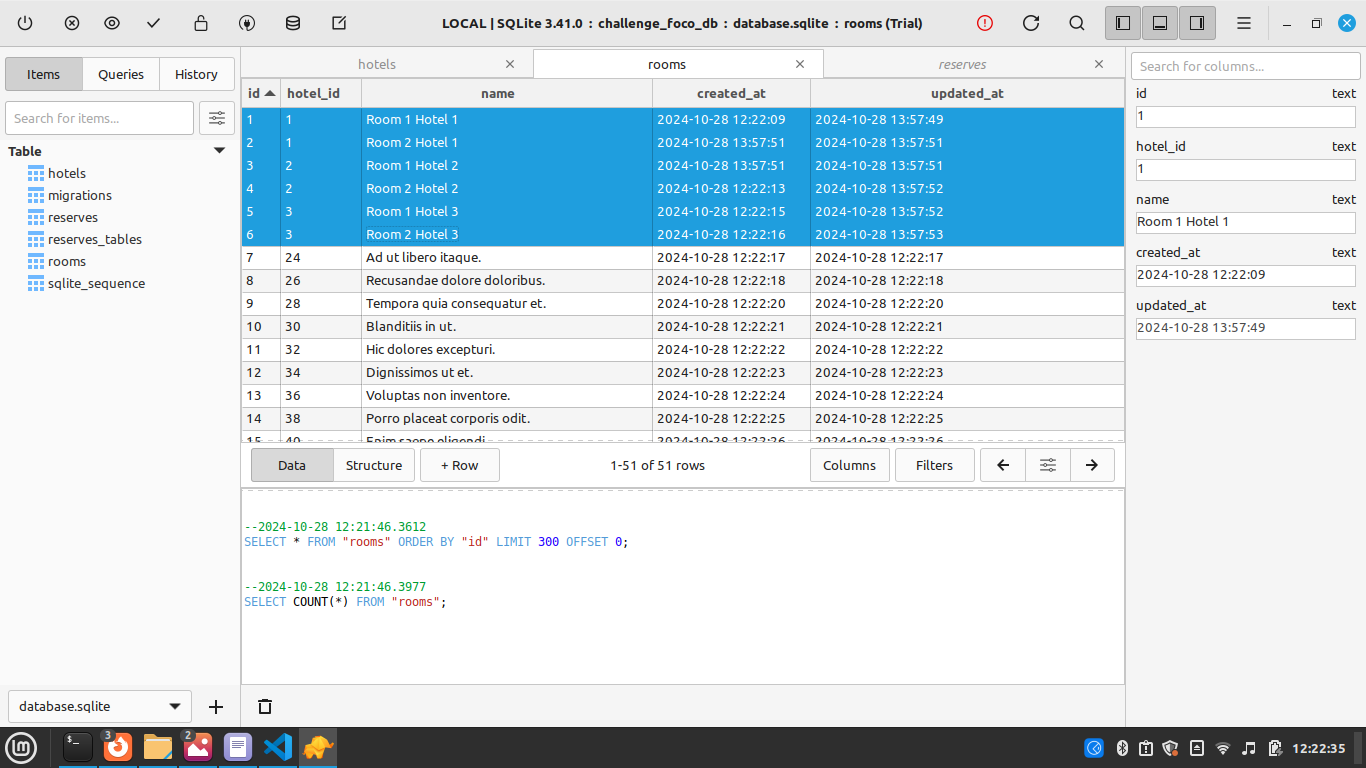 LOCAL | SQLite 3.41.0 : challenge_foco_db : database.sqlite : rooms (Trial)
Items Queries History
Search for items...
Table
hotels
migrations
reserves
reserves_tables
rooms
sqlite_sequence
database.sqlite
hotels rooms reserves
id hotel_id name created_at updated_at
1 1 Room 1 Hotel 1 2024-10-28 12:22:09 2024-10-28 13:57:49
2 1 Room 2 Hotel 1 2024-10-28 13:57:51 2024-10-28 13:57:51
3 2 Room 1 Hotel 2 2024-10-28 13:57:51 2024-10-28 13:57:51
4 2 Room 2 Hotel 2 2024-10-28 12:22:13 2024-10-28 13:57:52
5 3 Room 1 Hotel 3 2024-10-28 12:22:15 2024-10-28 13:57:52
6 3 Room 2 Hotel 3 2024-10-28 12:22:16 2024-10-28 13:57:53
7 24 Ad ut libero itaque. 2024-10-28 12:22:17 2024-10-28 12:22:17
8 26 Recusandae dolore doloribus. 2024-10-28 12:22:18 2024-10-28 12:22:18
9 28 Tempora quia consequatur et. 2024-10-28 12:22:20 2024-10-28 12:22:20
10 30 Blanditiis in ut. 2024-10-28 12:22:21 2024-10-28 12:22:21
11 32 Hic dolores excepturi. 2024-10-28 12:22:22 2024-10-28 12:22:22
12 34 Dignissimos ut et. 2024-10-28 12:22:23 2024-10-28 12:22:23
13 36 Voluptas non inventore. 2024-10-28 12:22:24 2024-10-28 12:22:24
14 38 Porro placeat corporis odit. 2024-10-28 12:22:25 2024-10-28 12:22:25
15 40 Enim saepe eligendi 2024-10-28 12:22:26 2024-10-28 12:22:26
Data Structure + Row 1-51 of 51 rows Columns Filters
--2024-10-28 12:21:46.3612
SELECT * FROM "rooms" ORDER BY "id" LIMIT 300 OFFSET 0;
--2024-10-28 12:21:46.3977
SELECT COUNT(*) FROM "rooms";
Search for columns...
id text
1
hotel_id text
1
name text
Room 1 Hotel 1
created_at text
2024-10-28 12:22:09
updated_at text
2024-10-28 13:57:49
3 2 12:22:35